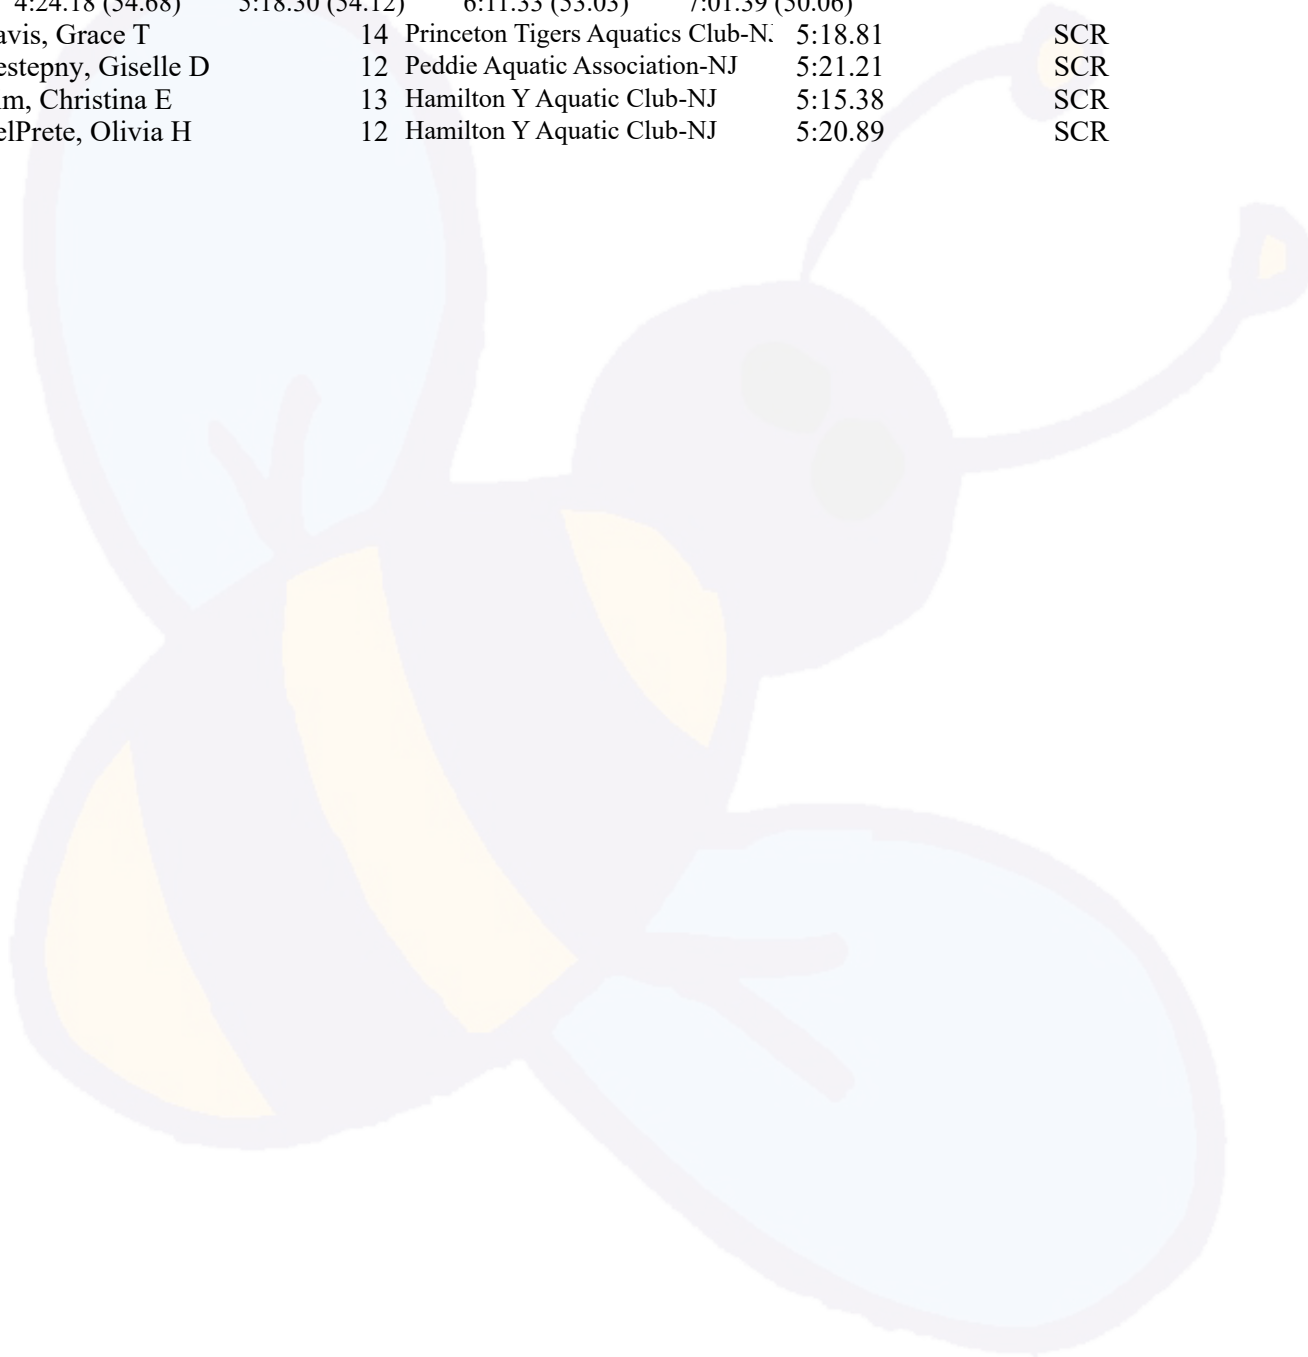 4:24.18 (54.68) 5:18.30 (54.12) 6:11.33 (53.03) 7:01.39 (50.06)
avis, Grace T 14 Princeton Tigers Aquatics Club-NJ 5:18.81 SCR
estepny, Giselle D 12 Peddie Aquatic Association-NJ 5:21.21 SCR
m, Christina E 13 Hamilton Y Aquatic Club-NJ 5:15.38 SCR
elPrete, Olivia H 12 Hamilton Y Aquatic Club-NJ 5:20.89 SCR